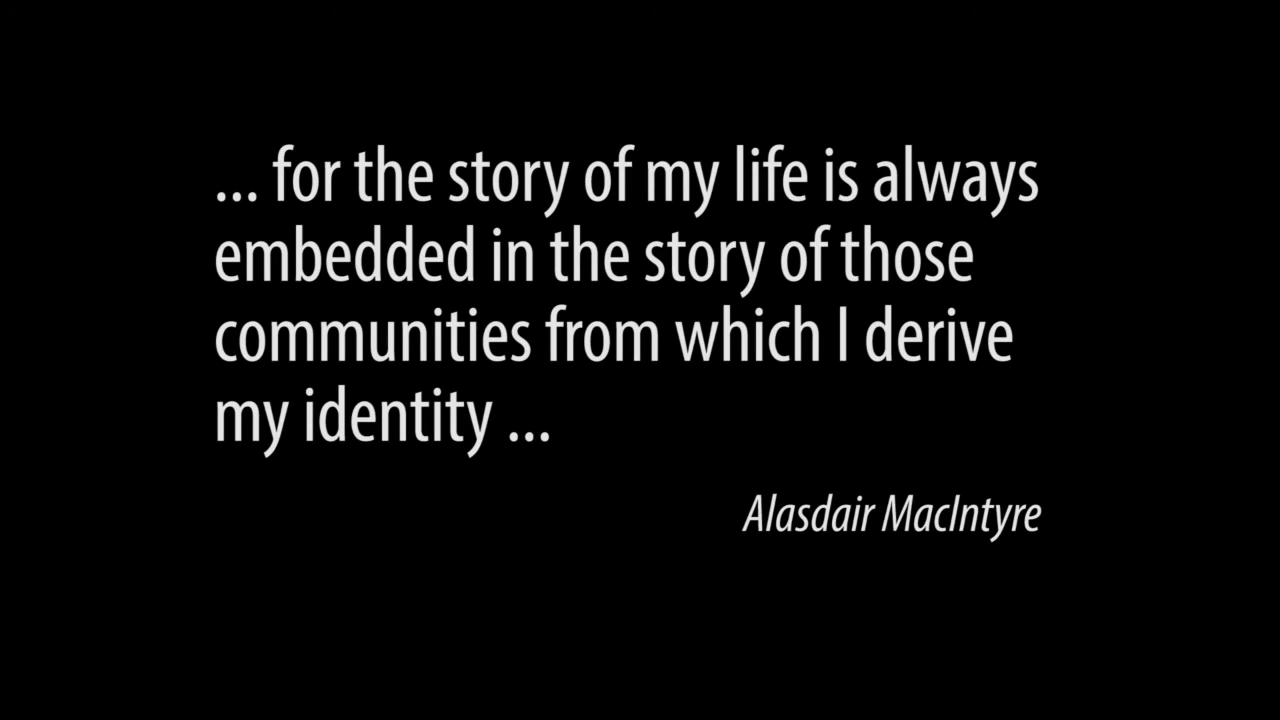 ... for the story of my life is always
embedded in the story of those
communities from which I derive
my identity ...
Alasdair MacIntyre